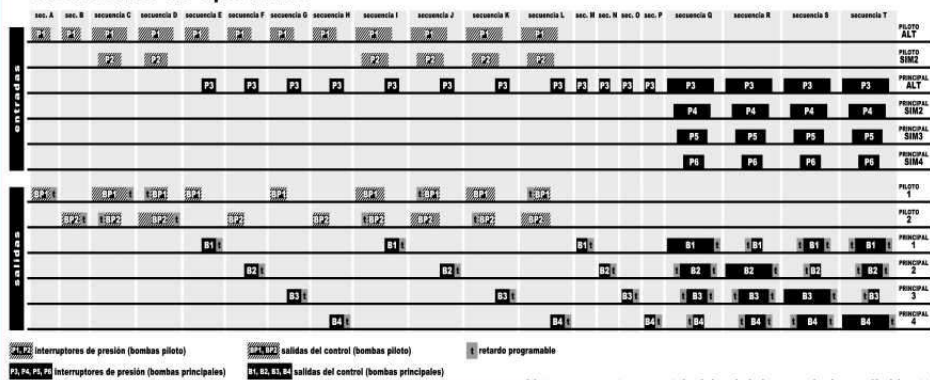 sec. A sec. B secuencia C secuencia D secuencia E secuencia F secuencia G secuencia H secuencia I secuencia J secuencia K secuencia L sec. M sec. N sec. O sec. P secuencia Q secuencia R secuencia S secuencia T
entradas
P1 P1 P1 P1 P1 P1 P1 P1 P1 P1 P1 P1 PILOTO ALT
P2 P2 P2 P2 P2 P2 PILOTO SIM2
P3 P3 P3 P3 P3 P3 P3 P3 P3 P3 P3 P3 P3 P3 P3 P3 PRINCIPAL ALT
P4 P4 P4 P4 PRINCIPAL SIM2
P5 P5 P5 P5 PRINCIPAL SIM3
P6 P6 P6 P6 PRINCIPAL SIM4
salidas
BP1 t BP1 t t BP1 BP1 BP1 BP1 t BP1 BP1 t BP1 PILOTO 1
BP2 t t BP2 BP2 t BP2 BP2 t BP2 BP2 t BP2 BP2 PILOTO 2
B1 t B1 t B1 t B1 t B1 t B1 t t B1 t PRINCIPAL 1
B2 t B2 t B2 t t B2 t B2 t B2 t B2 t PRINCIPAL 2
B3 t B3 t B3 t t B3 t t B3 t B3 t B3 PRINCIPAL 3
B4 t B4 t B4 t t B4 t B4 t t B4 t B4 t PRINCIPAL 4
P1, P2 interruptores de presión (bombas piloto)
BP1, BP2 salidas del control (bombas piloto)
t retardo programable
P3, P4, P5, P6 interruptores de presión (bombas principales)
B1, B2, B3, B4 salidas del control (bombas principales)